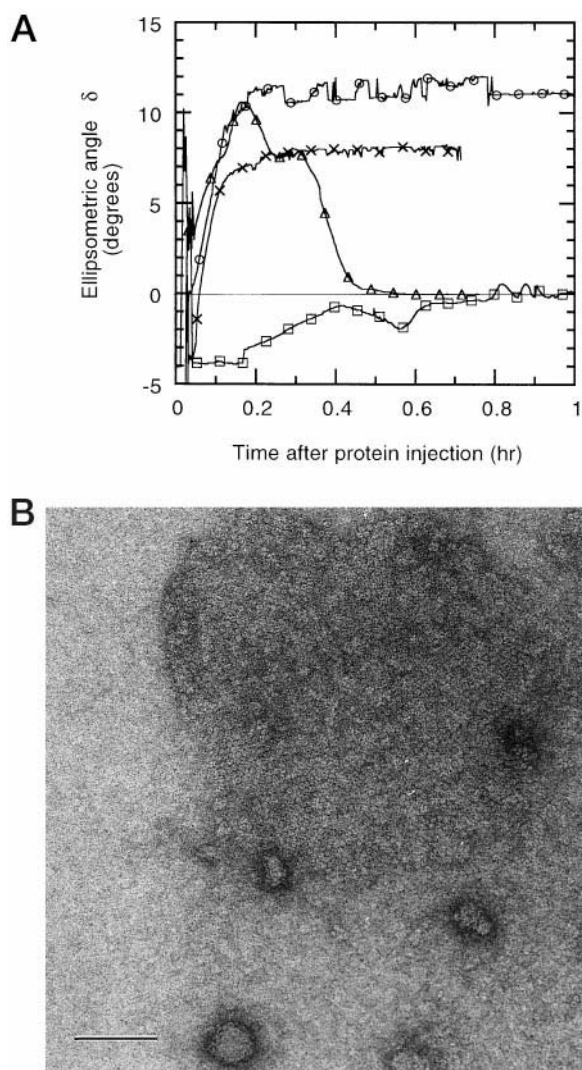 A
15
10
5
0
-5
Ellipsometric angle δ
(degrees)
0 0.2 0.4 0.6 0.8 1
Time after protein injection (hr)
B